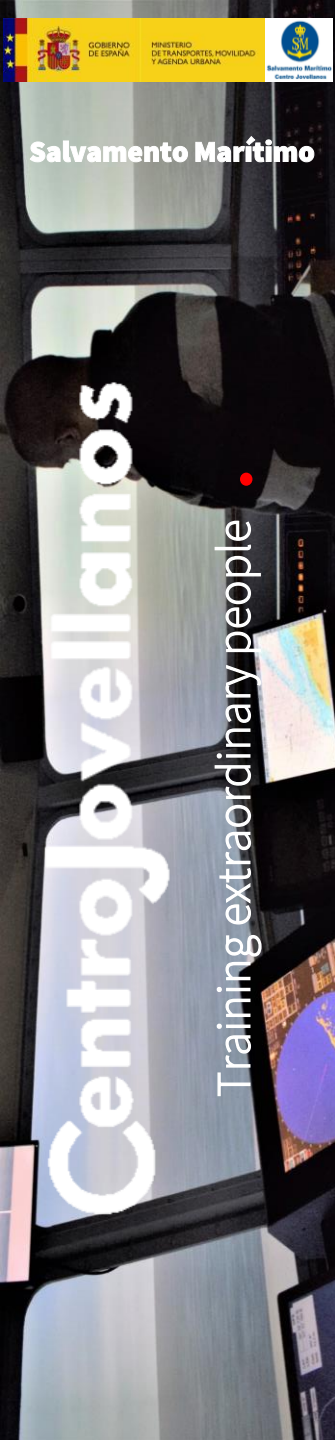 GOBIERNO
DE ESPAÑA
MINISTERIO
DE TRANSPORTES, MOVILIDAD
Y AGENDA URBANA
SM
Salvamento Marítimo
Centro Jovellanos
Salvamento Marítimo
CentroJovellanos
Training extraordinary people